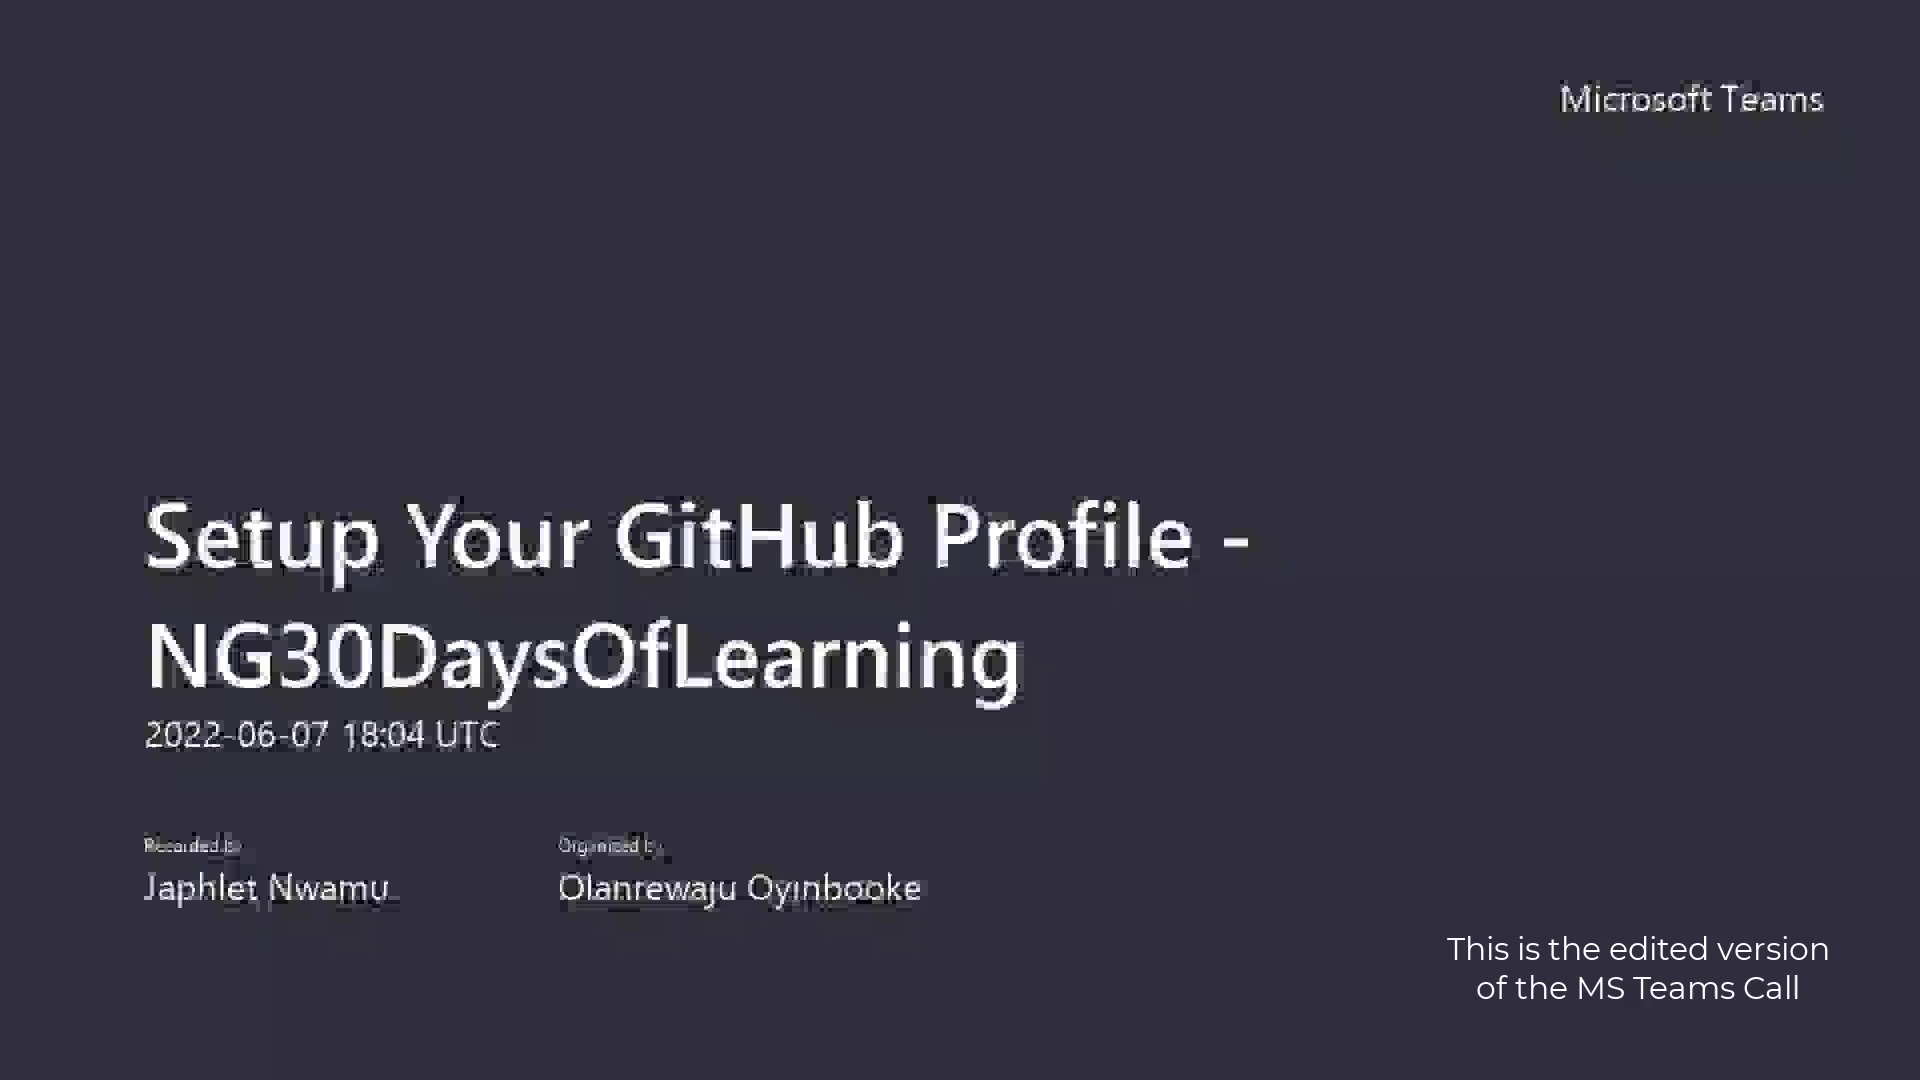 Microsoft Teams
Setup Your GitHub Profile -
NG30DaysOfLearning
2022-06-07 18:04 UTC
Recorded by
Organized by
Japhlet Nwamu
Olanrewaju Oyinbooke
This is the edited version
of the MS Teams Call